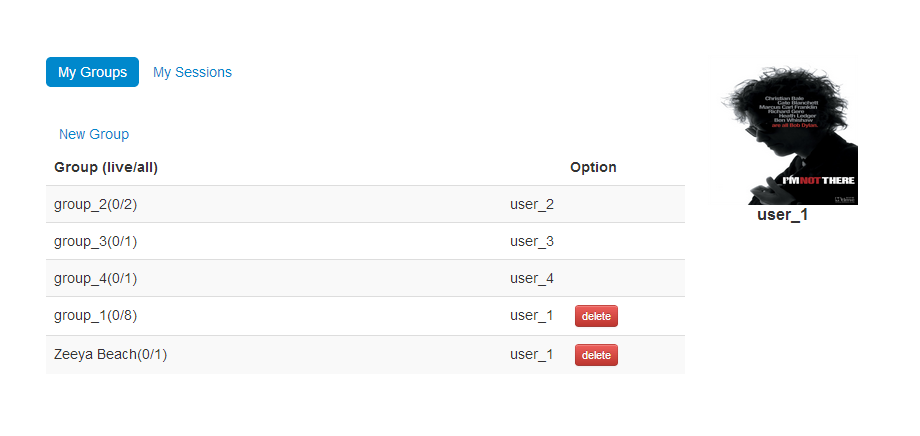 My Groups My Sessions
New Group
Group (live/all) Option
group_2(0/2) user_2
group_3(0/1) user_3
group_4(0/1) user_4
group_1(0/8) user_1 delete
Zeeya Beach(0/1) user_1 delete
Christian Bale
Cate Blanchett
Marcus Carl Franklin
Richard Gere
Heath Ledger
Ben Whishaw
are all Bob Dylan
I'M NOT THERE
user_1